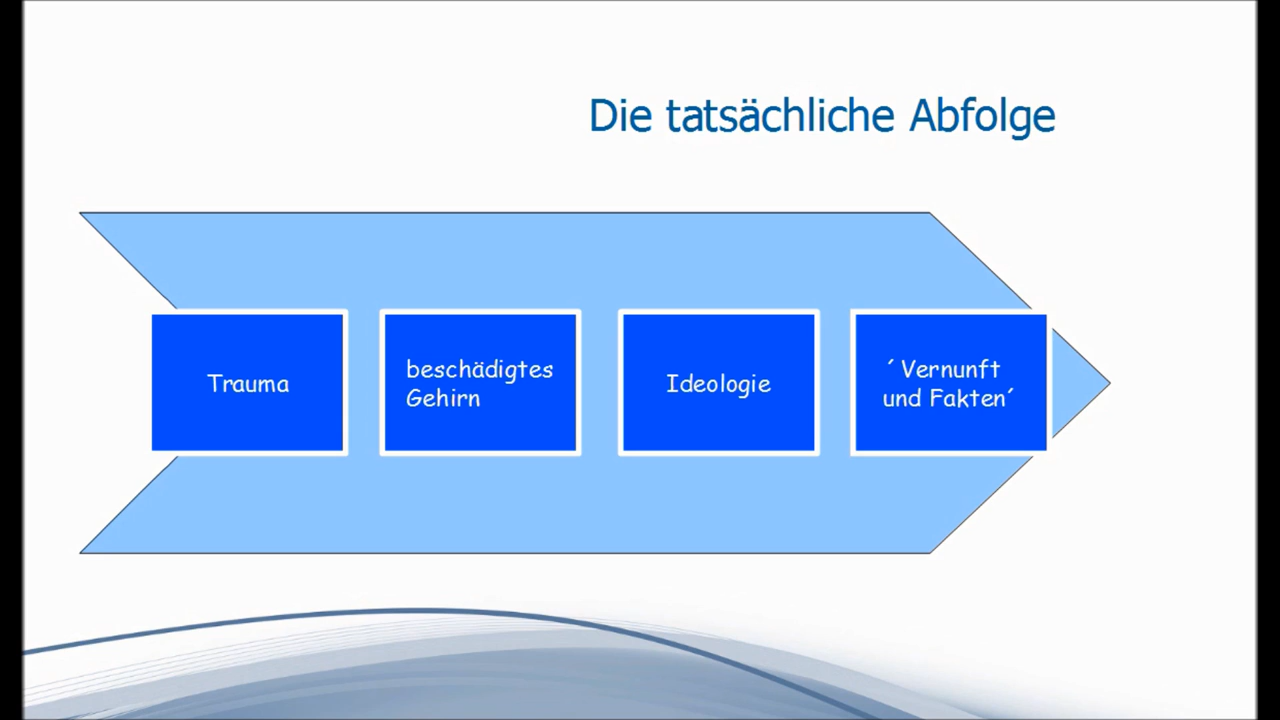 Die tatsächliche Abfolge
Trauma
beschädigtes
Gehirn
Ideologie
´Vernunft
und Fakten´